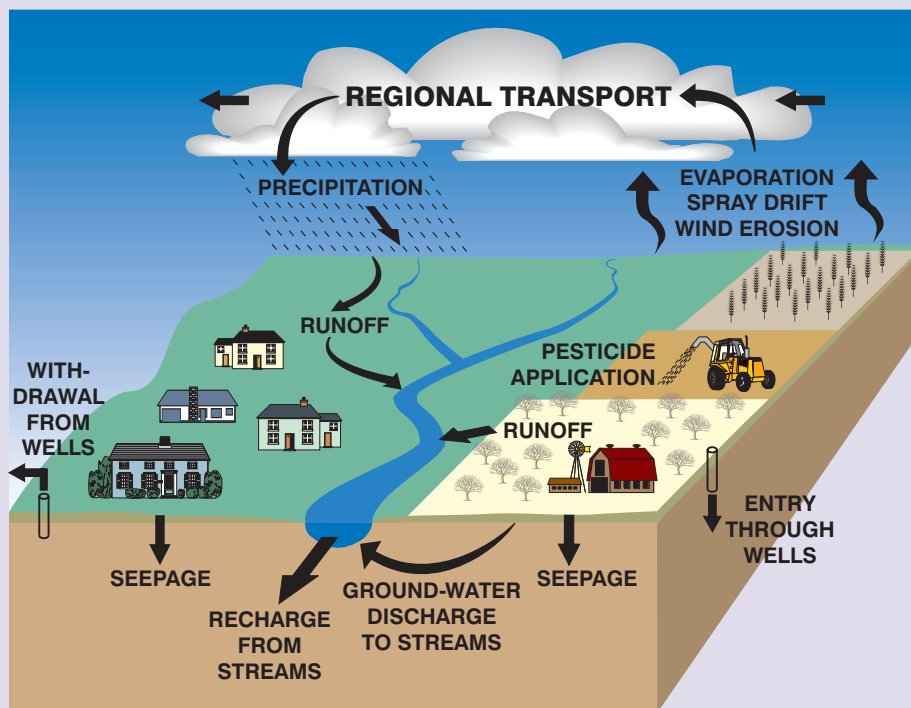 REGIONAL TRANSPORT
PRECIPITATION
EVAPORATION
SPRAY DRIFT
WIND EROSION
RUNOFF
PESTICIDE
APPLICATION
WITH-
DRAWAL
FROM
WELLS
RUNOFF
ENTRY
THROUGH
WELLS
SEEPAGE
SEEPAGE
GROUND-WATER
DISCHARGE
TO STREAMS
RECHARGE
FROM
STREAMS